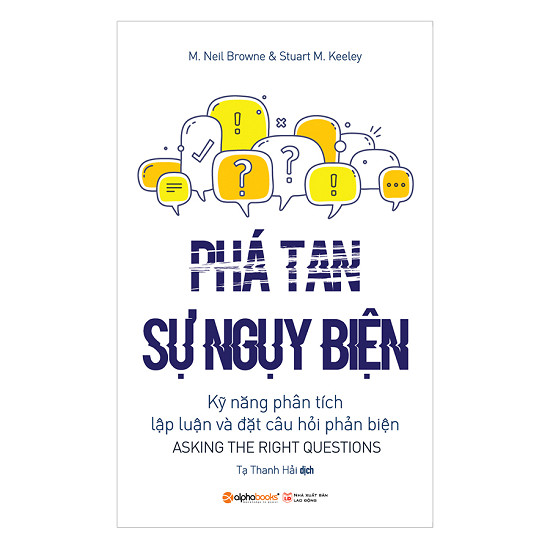 M. Neil Browne & Stuart M. Keeley
PHÁ TAN
SỰ NGỤY BIỆN
Kỹ năng phân tích
lập luận và đặt câu hỏi phản biện
ASKING THE RIGHT QUESTIONS
Tạ Thanh Hải dịch
alphabooks
NHÀ XUẤT BẢN
LAO ĐỘNG